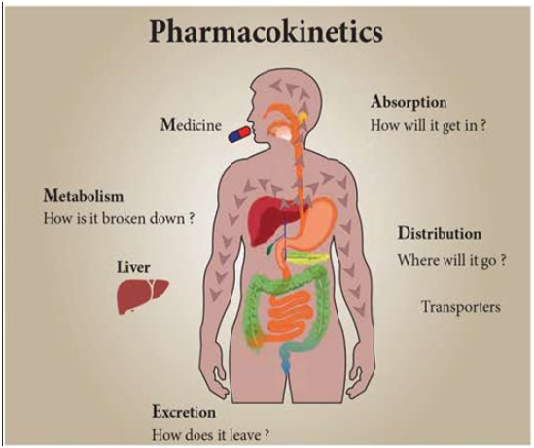 Pharmacokinetics
Medicine
Absorption
How will it get in ?
Metabolism
How is it broken down ?
Liver
Distribution
Where will it go ?
Transporters
Excretion
How does it leave ?